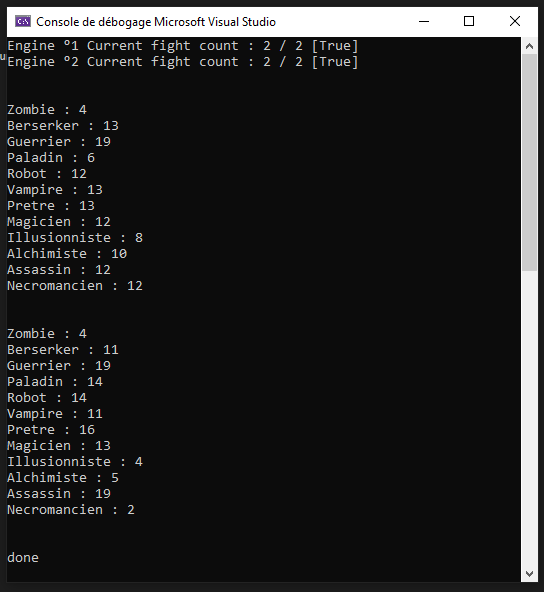 Console de débogage Microsoft Visual Studio
Engine º1 Current fight count : 2 / 2 [True]
Engine º2 Current fight count : 2 / 2 [True]
Zombie : 4
Berserker : 13
Guerrier : 19
Paladin : 6
Robot : 12
Vampire : 13
Pretre : 13
Magicien : 12
Illusionniste : 8
Alchimiste : 10
Assassin : 12
Necromancien : 12
Zombie : 4
Berserker : 11
Guerrier : 19
Paladin : 14
Robot : 14
Vampire : 11
Pretre : 16
Magicien : 13
Illusionniste : 4
Alchimiste : 5
Assassin : 19
Necromancien : 2
done